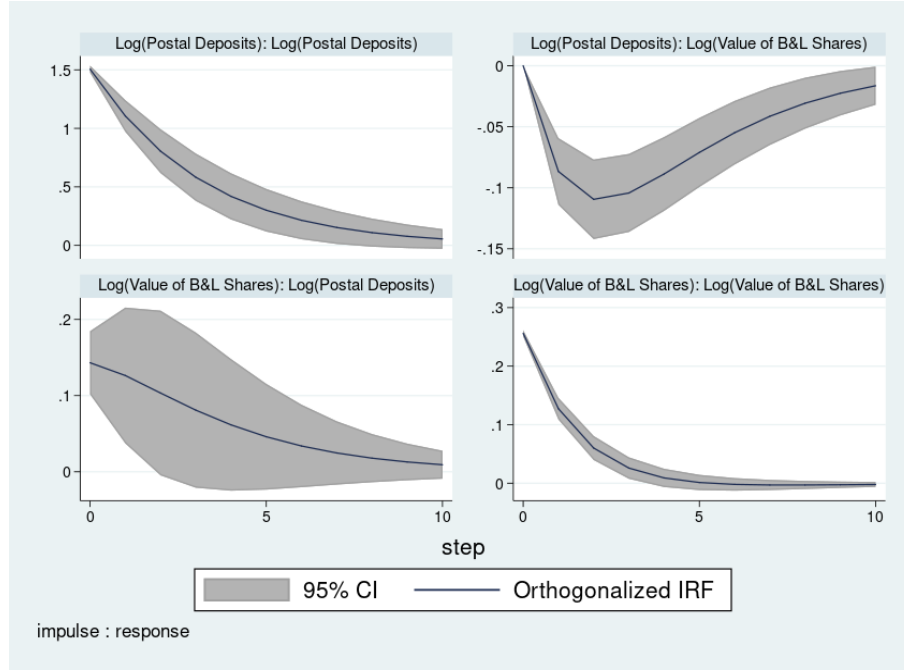 Log(Postal Deposits): Log(Postal Deposits)
Log(Postal Deposits): Log(Value of B&L Shares)
1.5
1
.5
0
0
-.05
-.1
-.15
Log(Value of B&L Shares): Log(Postal Deposits)
Log(Value of B&L Shares): Log(Value of B&L Shares)
.2
.1
0
0
5
10
.3
.2
.1
0
0
5
10
step
95% CI
Orthogonalized IRF
impulse : response